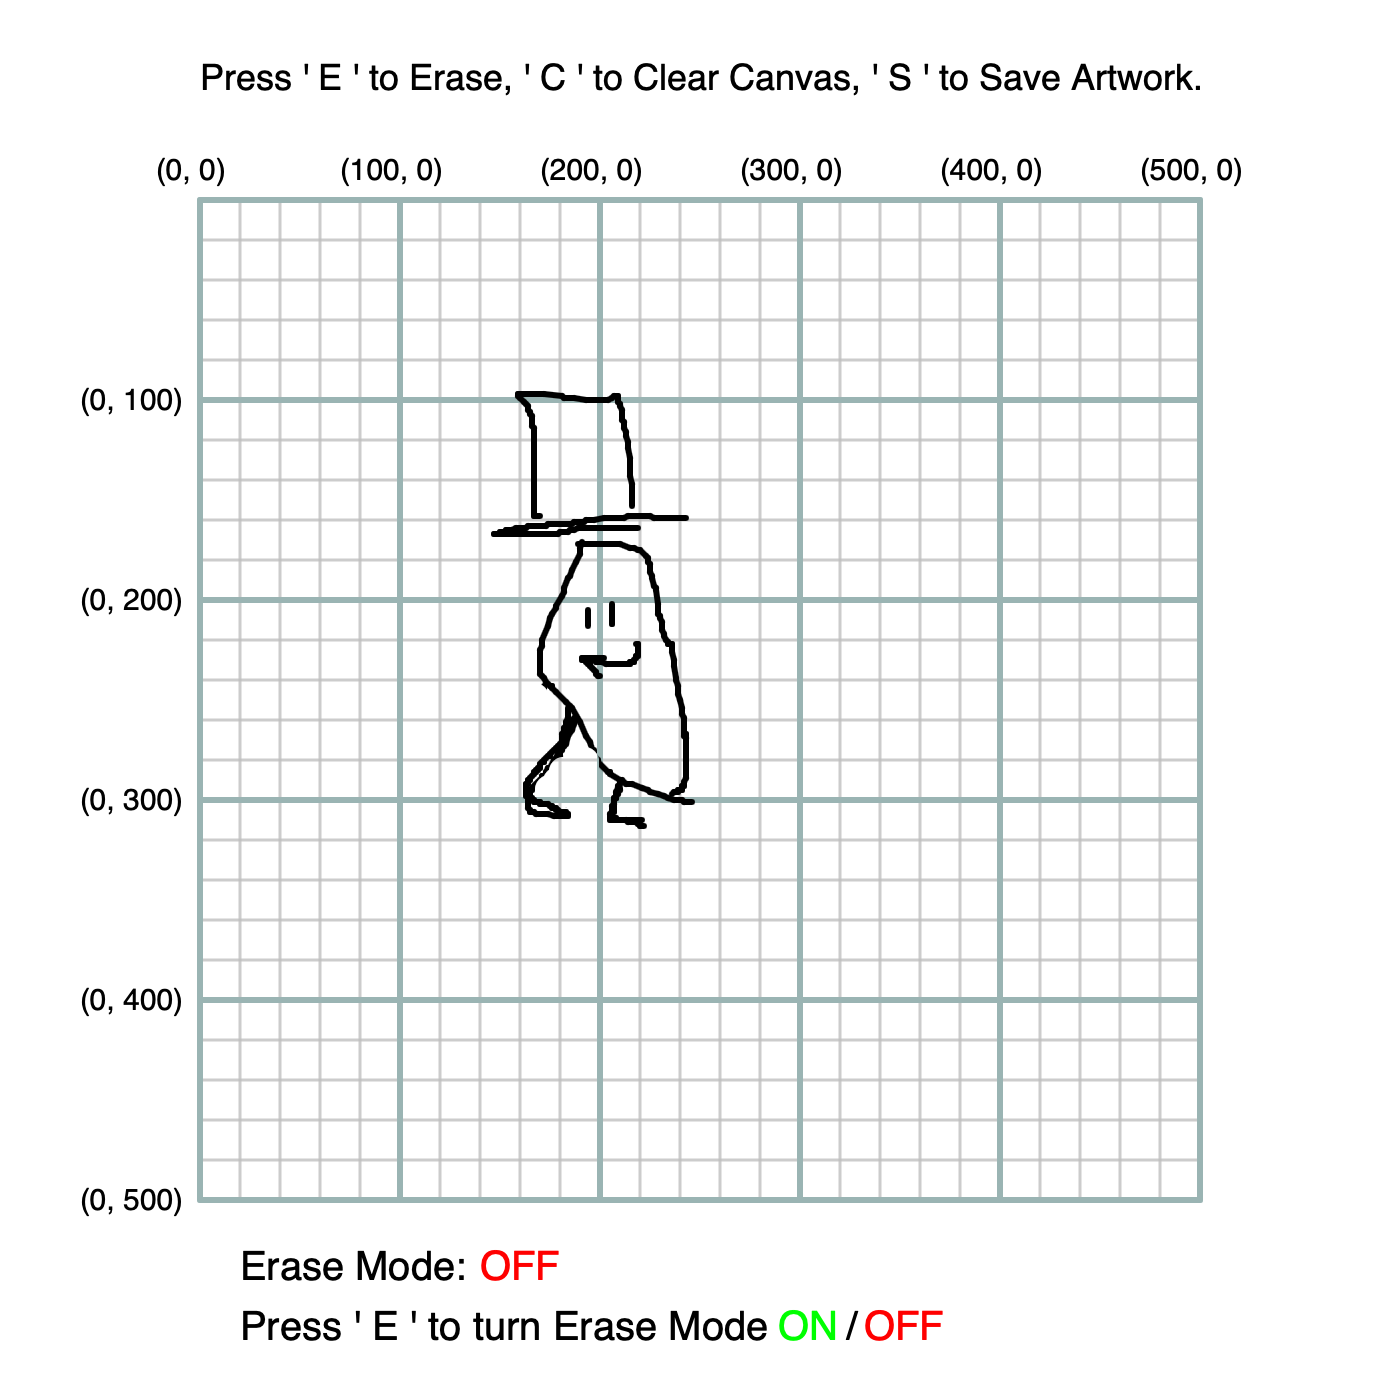 Press ' E ' to Erase, ' C ' to Clear Canvas, ' S ' to Save Artwork.
(0, 0) (100, 0) (200, 0) (300, 0) (400, 0) (500, 0)
(0, 100)
(0, 200)
(0, 300)
(0, 400)
(0, 500)
Erase Mode: OFF
Press ' E ' to turn Erase Mode ON / OFF